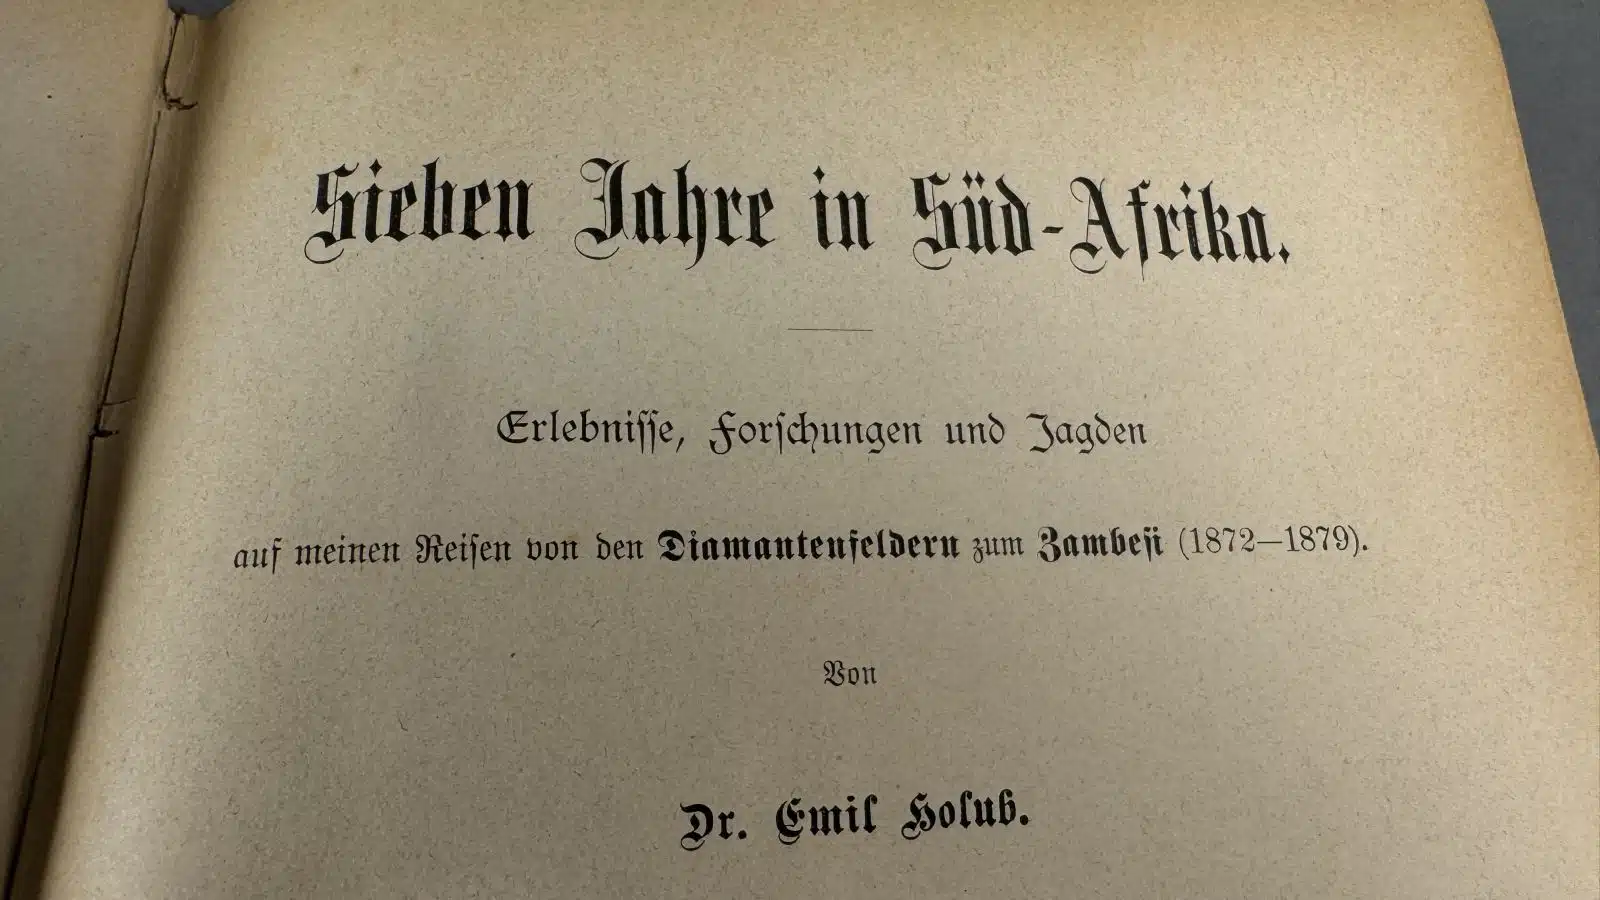 Sieben Jahre in Süd-Afrika.
Erlebnisse, Forschungen und Jagden
auf meinen Reisen von den Diamantenfeldern zum Zambesi (1872—1879).
Von
Dr. Emil Holub.